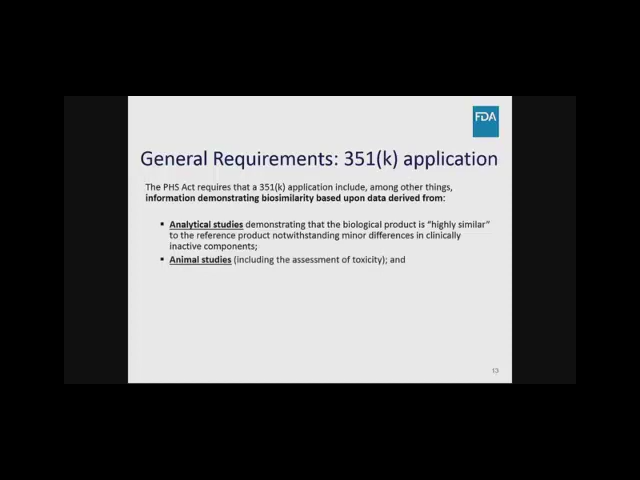 FDA
General Requirements: 351(k) application
The PHS Act requires that a 351(k) application include, among other things,
information demonstrating biosimilarity based upon data derived from:
▪ Analytical studies demonstrating that the biological product is “highly similar”
to the reference product notwithstanding minor differences in clinically
inactive components;
▪ Animal studies (including the assessment of toxicity); and
13